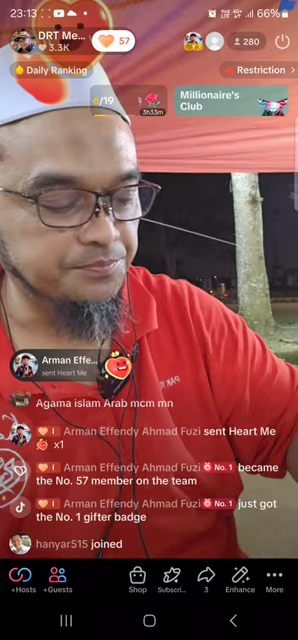 23:13
66%
DRT Me...
3.3K
57
280
Daily Ranking
Restriction >
/19
3h33m
Millionaire's
Club
Arman Effe...
sent Heart Me
Agama islam Arab mcm mn
I Arman Effendy Ahmad Fuzi sent Heart Me
x1
I Arman Effendy Ahmad Fuzi No. 1 became
the No. 57 member on the team
I Arman Effendy Ahmad Fuzi No. 1 just got
the No. 1 gifter badge
hanyar515 joined
+Hosts
+Guests
Shop
Subscri...
3
Enhance
More